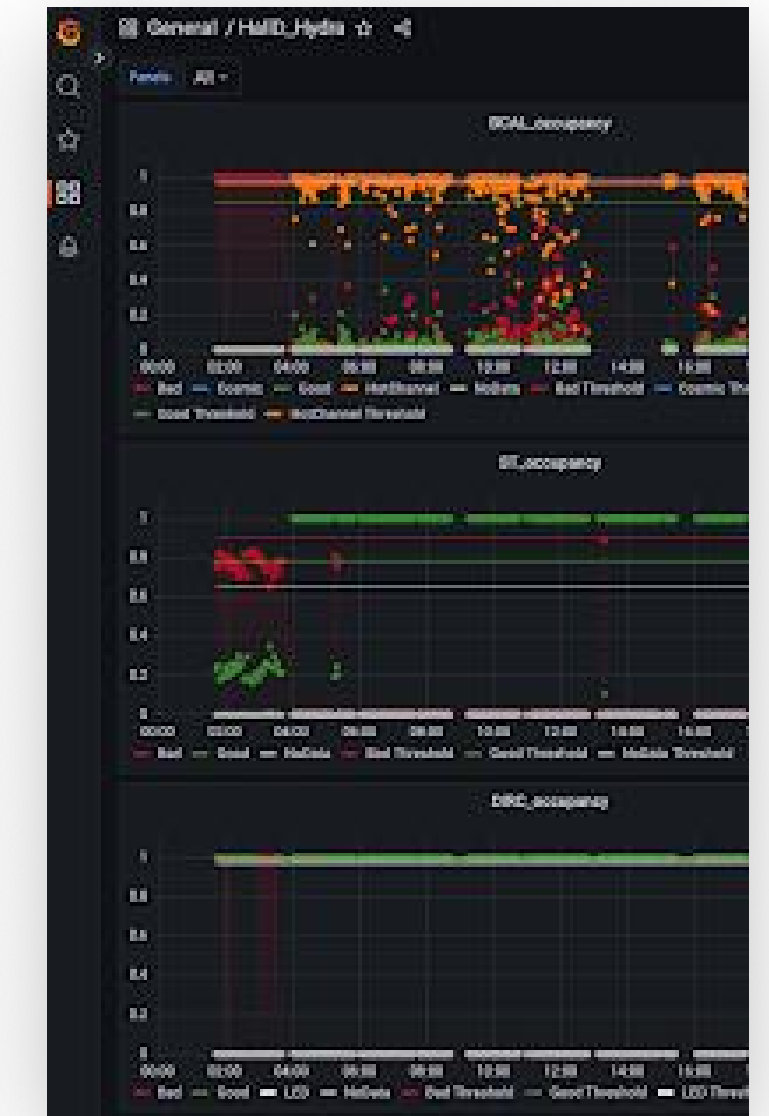 General / HallD_Hydra
Panels All
BCAL_occupancy
1
0.8
0.6
0.4
0.2
0
00:00 02:00 04:00 06:00 08:00 10:00 12:00 14:00 16:00
Bad Cosmic Good HotChannel NoData Bad Threshold Cosmic Thr
Good Threshold HotChannel Threshold
ST_occupancy
1
0.8
0.6
0.4
0.2
0
00:00 02:00 04:00 06:00 08:00 10:00 12:00 14:00 16:00
Bad Good NoData Bad Threshold Good Threshold NoData Threshold
DIRC_occupancy
1
0.8
0.6
0.4
0.2
0
00:00 02:00 04:00 06:00 08:00 10:00 12:00 14:00 16:00
Bad Good LED NoData Bad Threshold Good Threshold LED Thresh